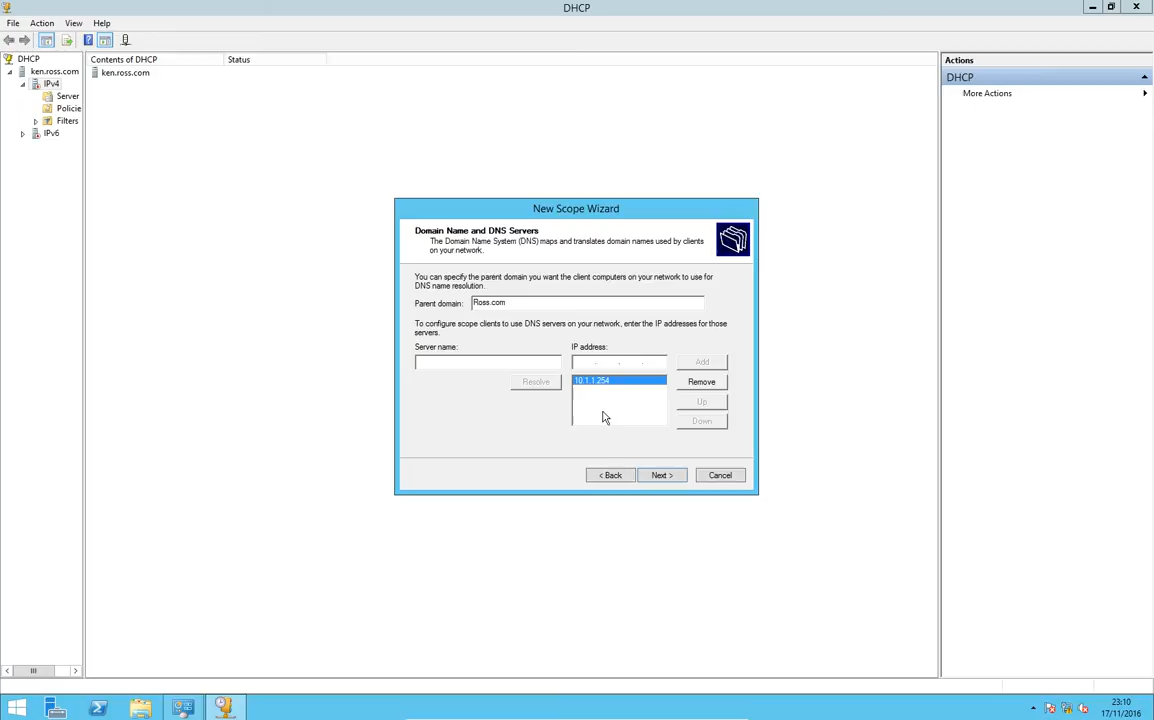 DHCP
File Action View Help
DHCP
ken.ross.com
IPv4
Server
Policie
Filters
IPv6
Contents of DHCP Status
ken.ross.com
Actions
DHCP
More Actions
New Scope Wizard
Domain Name and DNS Servers
The Domain Name System (DNS) maps and translates domain names used by clients
on your network.
You can specify the parent domain you want the client computers on your network to use for
DNS name resolution.
Parent domain: Ross.com
To configure scope clients to use DNS servers on your network, enter the IP addresses for those
servers.
Server name: IP address:
Add
Resolve 10.1.1.254 Remove
Up
Down
< Back Next > Cancel
23:10
17/11/2016